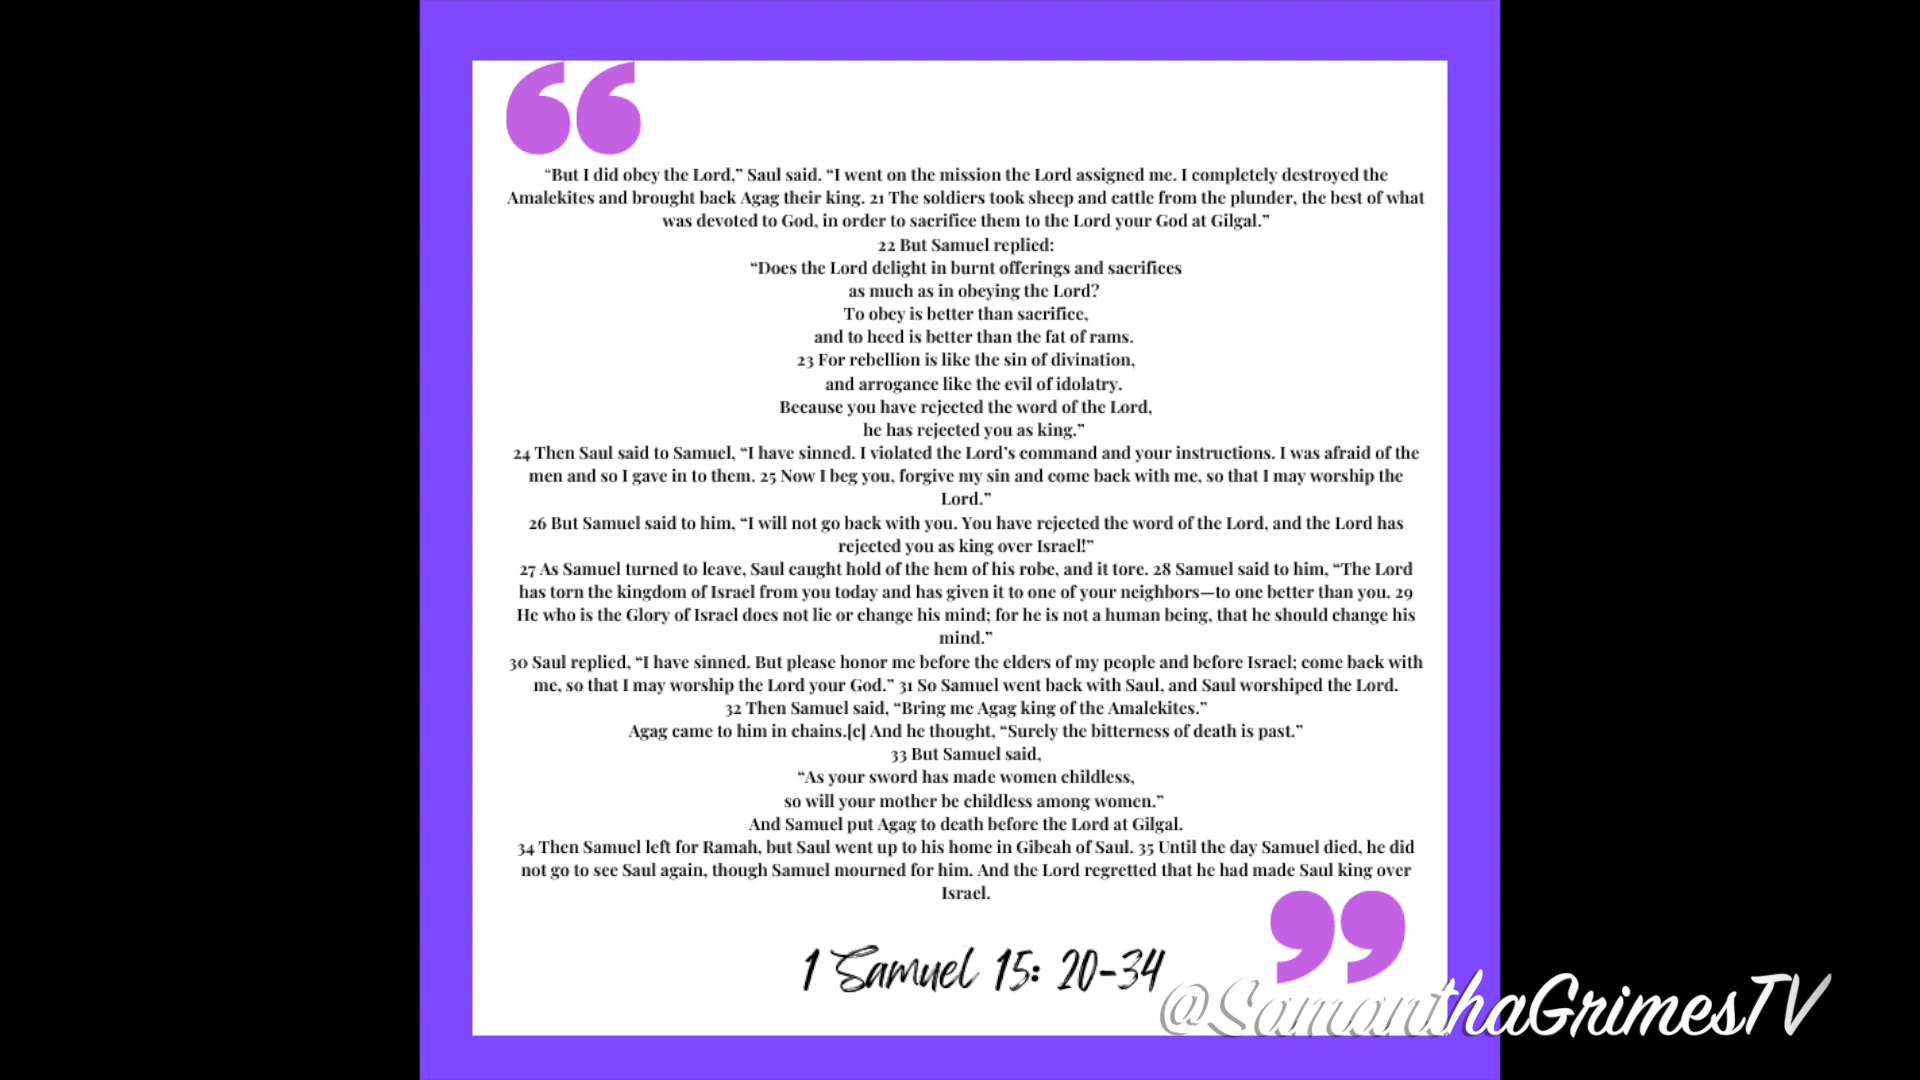 “But I did obey the Lord,” Saul said. “I went on the mission the Lord assigned me. I completely destroyed the
Amalekites and brought back Agag their king. 21 The soldiers took sheep and cattle from the plunder, the best of what
was devoted to God, in order to sacrifice them to the Lord your God at Gilgal.”
22 But Samuel replied:
“Does the Lord delight in burnt offerings and sacrifices
as much as in obeying the Lord?
To obey is better than sacrifice,
and to heed is better than the fat of rams.
23 For rebellion is like the sin of divination,
and arrogance like the evil of idolatry.
Because you have rejected the word of the Lord,
he has rejected you as king.”
24 Then Saul said to Samuel, “I have sinned. I violated the Lord’s command and your instructions. I was afraid of the
men and so I gave in to them. 25 Now I beg you, forgive my sin and come back with me, so that I may worship the
Lord.”
26 But Samuel said to him, “I will not go back with you. You have rejected the word of the Lord, and the Lord has
rejected you as king over Israel!”
27 As Samuel turned to leave, Saul caught hold of the hem of his robe, and it tore. 28 Samuel said to him, “The Lord
has torn the kingdom of Israel from you today and has given it to one of your neighbors—to one better than you. 29
He who is the Glory of Israel does not lie or change his mind; for he is not a human being, that he should change his
mind.”
30 Saul replied, “I have sinned. But please honor me before the elders of my people and before Israel; come back with
me, so that I may worship the Lord your God.” 31 So Samuel went back with Saul, and Saul worshiped the Lord.
32 Then Samuel said, “Bring me Agag king of the Amalekites.”
Agag came to him in chains.[c] And he thought, “Surely the bitterness of death is past.”
33 But Samuel said,
“As your sword has made women childless,
so will your mother be childless among women.”
And Samuel put Agag to death before the Lord at Gilgal.
34 Then Samuel left for Ramah, but Saul went up to his home in Gibeah of Saul. 35 Until the day Samuel died, he did
not go to see Saul again, though Samuel mourned for him. And the Lord regretted that he had made Saul king over
Israel.
1 Samuel 15: 20-34
@SamanthaGrimesTV